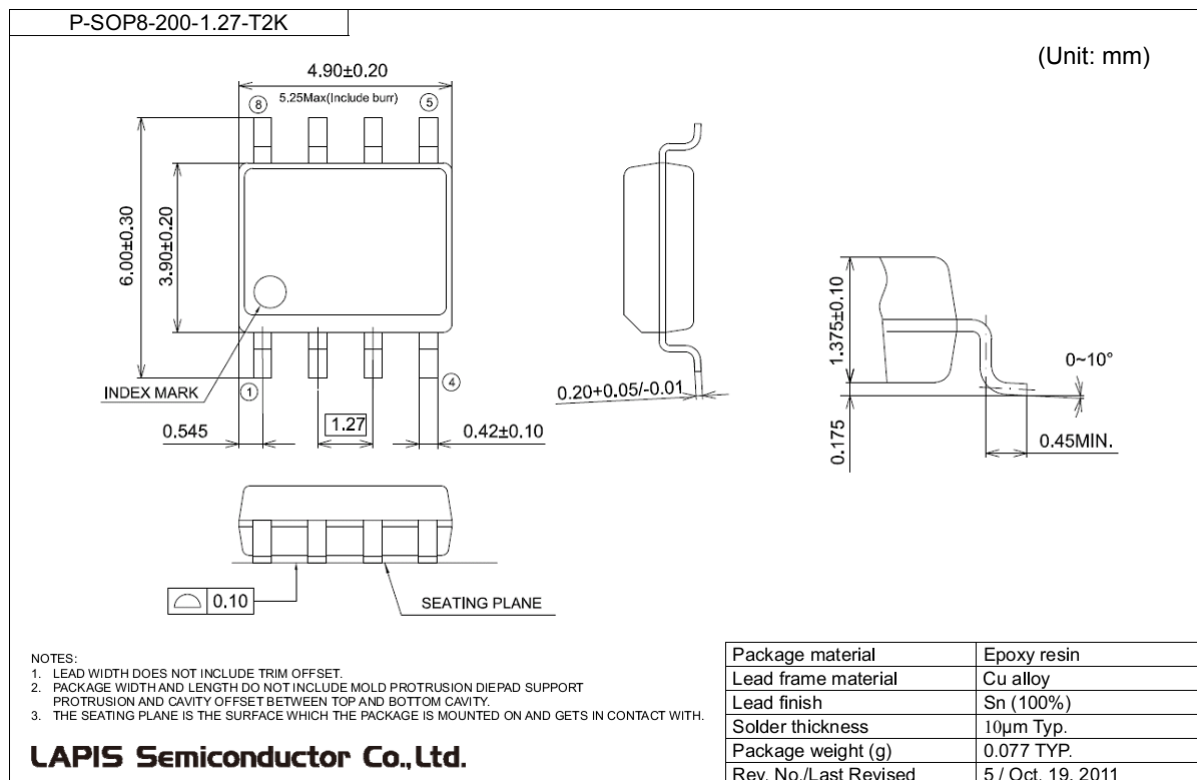 P-SOP8-200-1.27-T2K
(Unit: mm)
4.90±0.20
5.25Max(Include burr)
8
5
6.00±0.30
3.90±0.20
INDEX MARK
1
4
0.545
1.27
0.42±0.10
0.20+0.05/-0.01
1.375±0.10
0.175
0~10°
0.45MIN.
0.10
SEATING PLANE
NOTES:
1. LEAD WIDTH DOES NOT INCLUDE TRIM OFFSET.
2. PACKAGE WIDTH AND LENGTH DO NOT INCLUDE MOLD PROTRUSION DIEPAD SUPPORT
PROTRUSION AND CAVITY OFFSET BETWEEN TOP AND BOTTOM CAVITY.
3. THE SEATING PLANE IS THE SURFACE WHICH THE PACKAGE IS MOUNTED ON AND GETS IN CONTACT WITH.
LAPIS Semiconductor Co.,Ltd.
Package material Epoxy resin
Lead frame material Cu alloy
Lead finish Sn (100%)
Solder thickness 10μm Typ.
Package weight (g) 0.077 TYP.
Rev. No./Last Revised 5 / Oct. 19, 2011